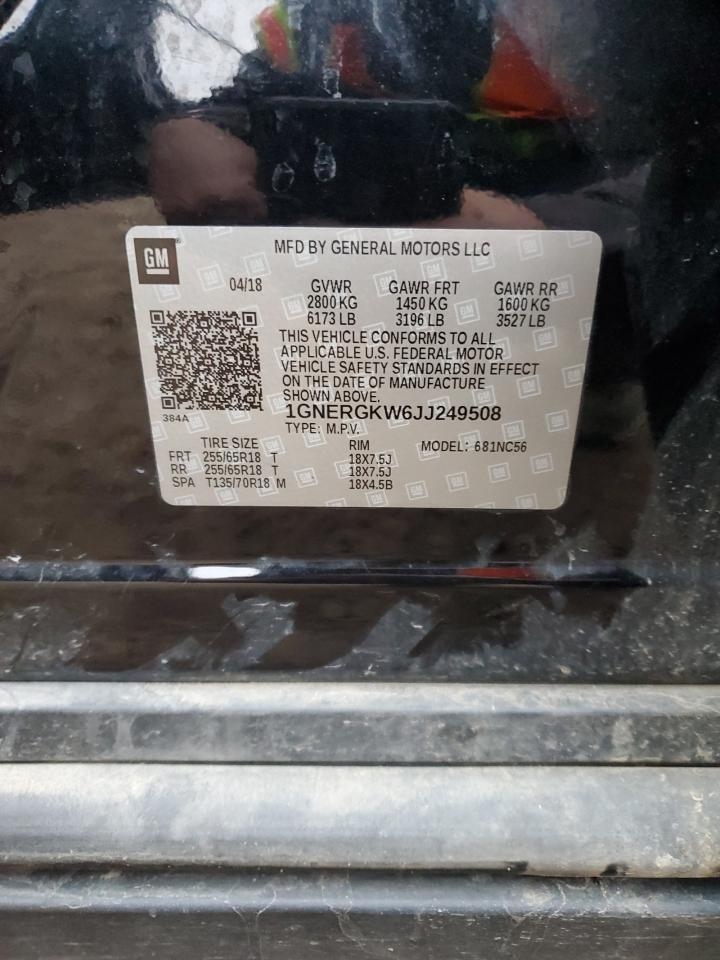 GM®
MFD BY GENERAL MOTORS LLC
04/18 GVWR GAWR FRT GAWR RR
2800 KG 1450 KG 1600 KG
6173 LB 3196 LB 3527 LB
THIS VEHICLE CONFORMS TO ALL
APPLICABLE U.S. FEDERAL MOTOR
VEHICLE SAFETY STANDARDS IN EFFECT
ON THE DATE OF MANUFACTURE
SHOWN ABOVE.
384A
1GNERGKW6JJ249508
TYPE: M.P.V. MODEL: 681NC56
TIRE SIZE RIM
FRT 255/65R18 T 18X7.5J
RR 255/65R18 T 18X7.5J
SPA T135/70R18 M 18X4.5B